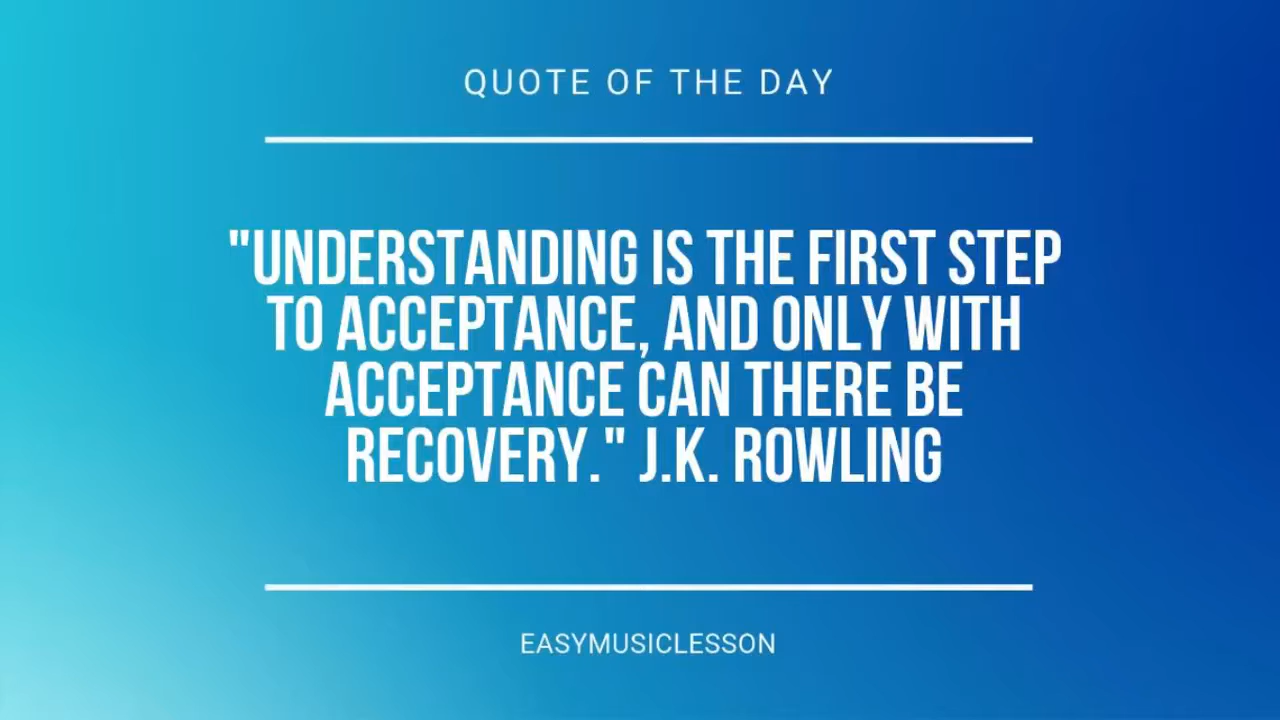 QUOTE OF THE DAY
"UNDERSTANDING IS THE FIRST STEP
TO ACCEPTANCE, AND ONLY WITH
ACCEPTANCE CAN THERE BE
RECOVERY." J.K. ROWLING
EASYMUSICLESSON